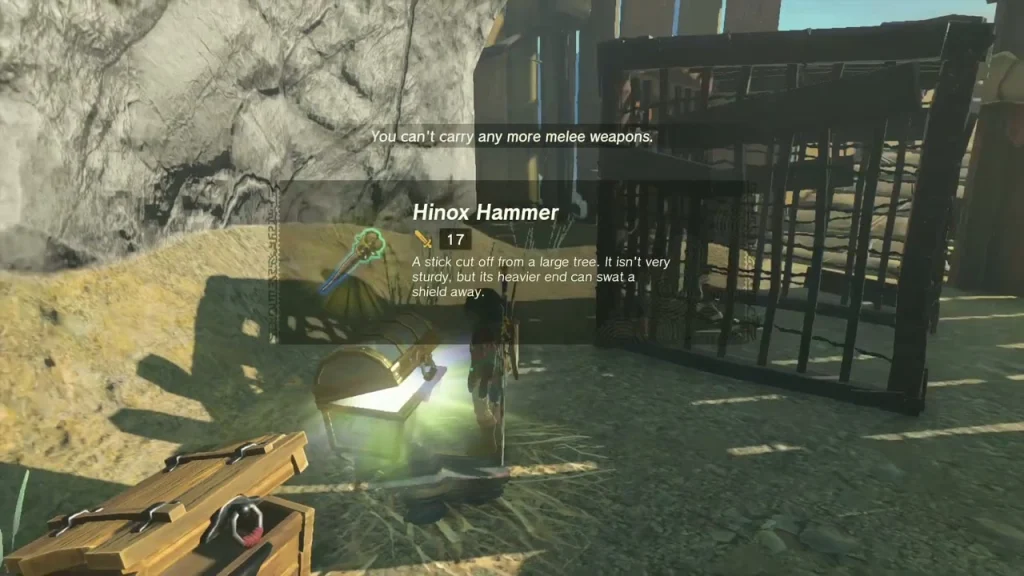 You can't carry any more melee weapons.
Hinox Hammer
17
A stick cut off from a large tree. It isn't very
sturdy, but its heavier end can swat a
shield away.